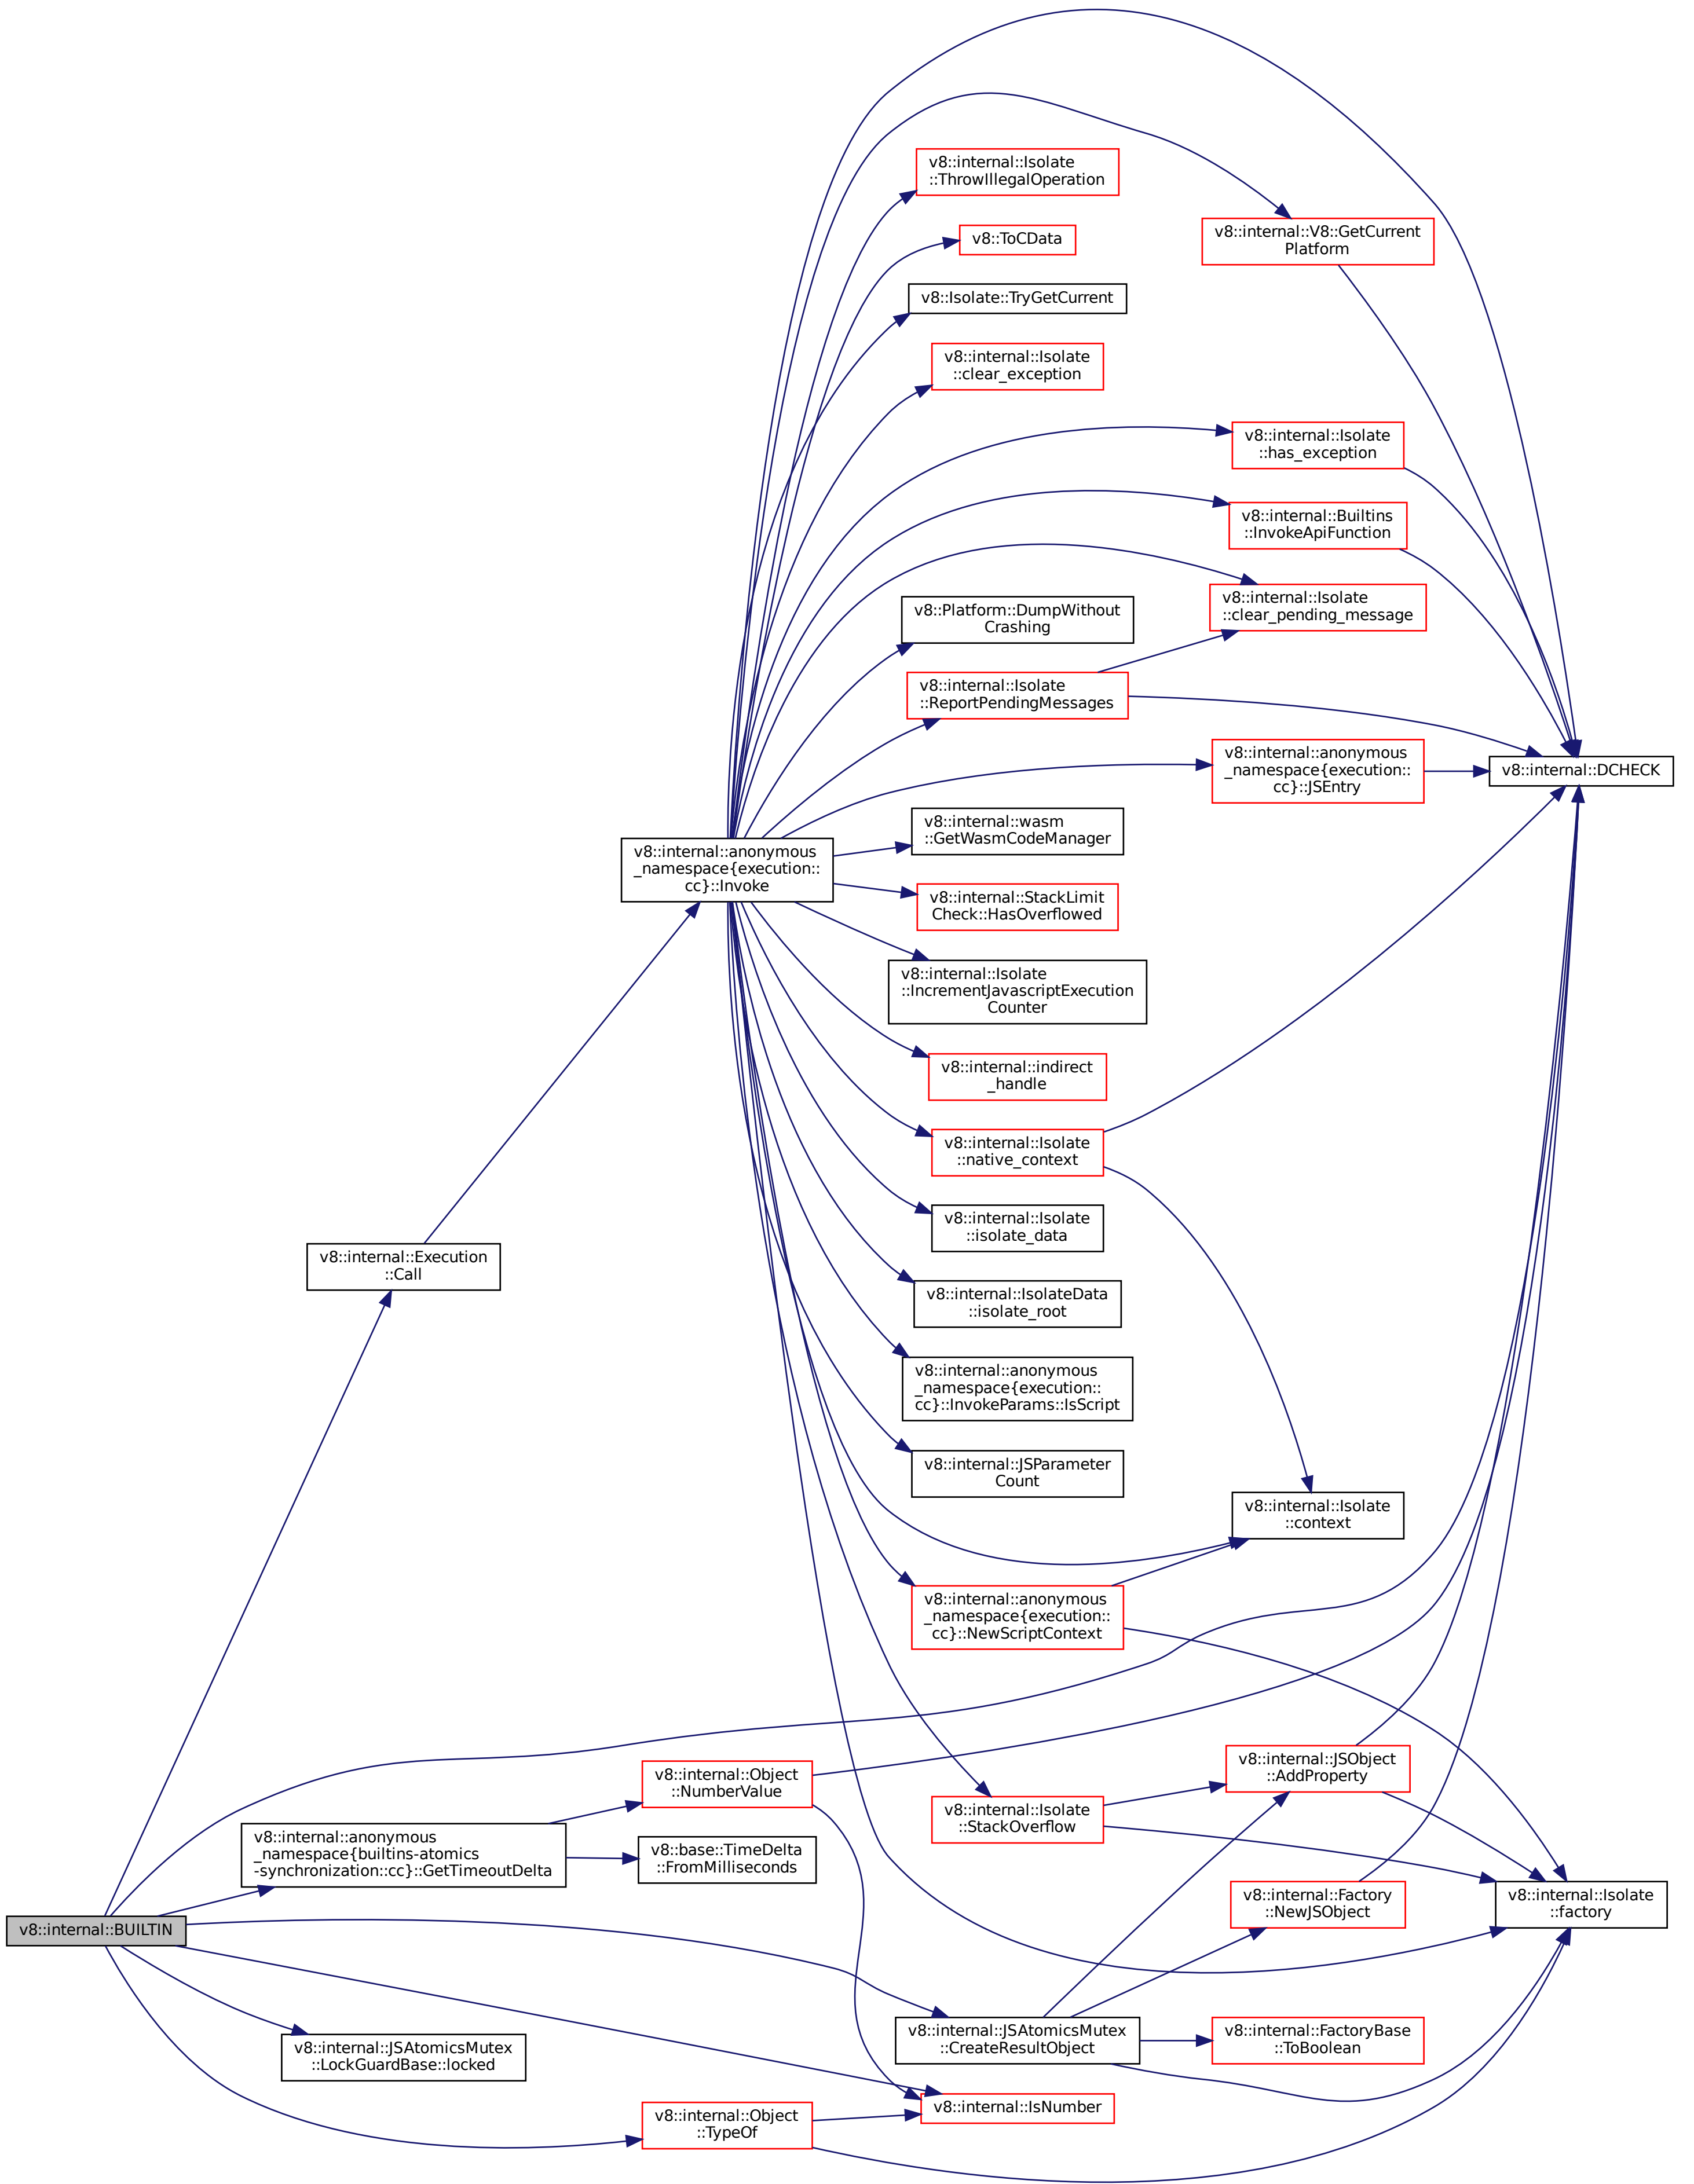 v8::internal::Isolate
::ThrowIllegalOperation
v8::internal::V8::GetCurrent
Platform
v8::ToCData
v8::Isolate::TryGetCurrent
v8::internal::Isolate
::clear_exception
v8::internal::Isolate
::has_exception
v8::internal::Builtins
::InvokeApiFunction
v8::internal::Isolate
::clear_pending_message
v8::Platform::DumpWithout
Crashing
v8::internal::Isolate
::ReportPendingMessages
v8::internal::anonymous
_namespace{execution::
cc}::JSEntry
v8::internal::DCHECK
v8::internal::wasm
::GetWasmCodeManager
v8::internal::anonymous
_namespace{execution::
cc}::Invoke
v8::internal::StackLimit
Check::HasOverflowed
v8::internal::Isolate
::IncrementJavascriptExecution
Counter
v8::internal::indirect
_handle
v8::internal::Isolate
::native_context
v8::internal::Isolate
::isolate_data
v8::internal::Execution
::Call
v8::internal::IsolateData
::isolate_root
v8::internal::anonymous
_namespace{execution::
cc}::InvokeParams::IsScript
v8::internal::JSParameter
Count
v8::internal::Isolate
::context
v8::internal::anonymous
_namespace{execution::
cc}::NewScriptContext
v8::internal::JSObject
::AddProperty
v8::internal::Object
::NumberValue
v8::internal::Isolate
::StackOverflow
v8::internal::anonymous
_namespace{builtins-atomics
-synchronization::cc}::GetTimeoutDelta
v8::base::TimeDelta
::FromMilliseconds
v8::internal::Factory
::NewJSObject
v8::internal::Isolate
::factory
v8::internal::BUILTIN
v8::internal::JSAtomicsMutex
::CreateResultObject
v8::internal::FactoryBase
::ToBoolean
v8::internal::JSAtomicsMutex
::LockGuardBase::locked
v8::internal::IsNumber
v8::internal::Object
::TypeOf